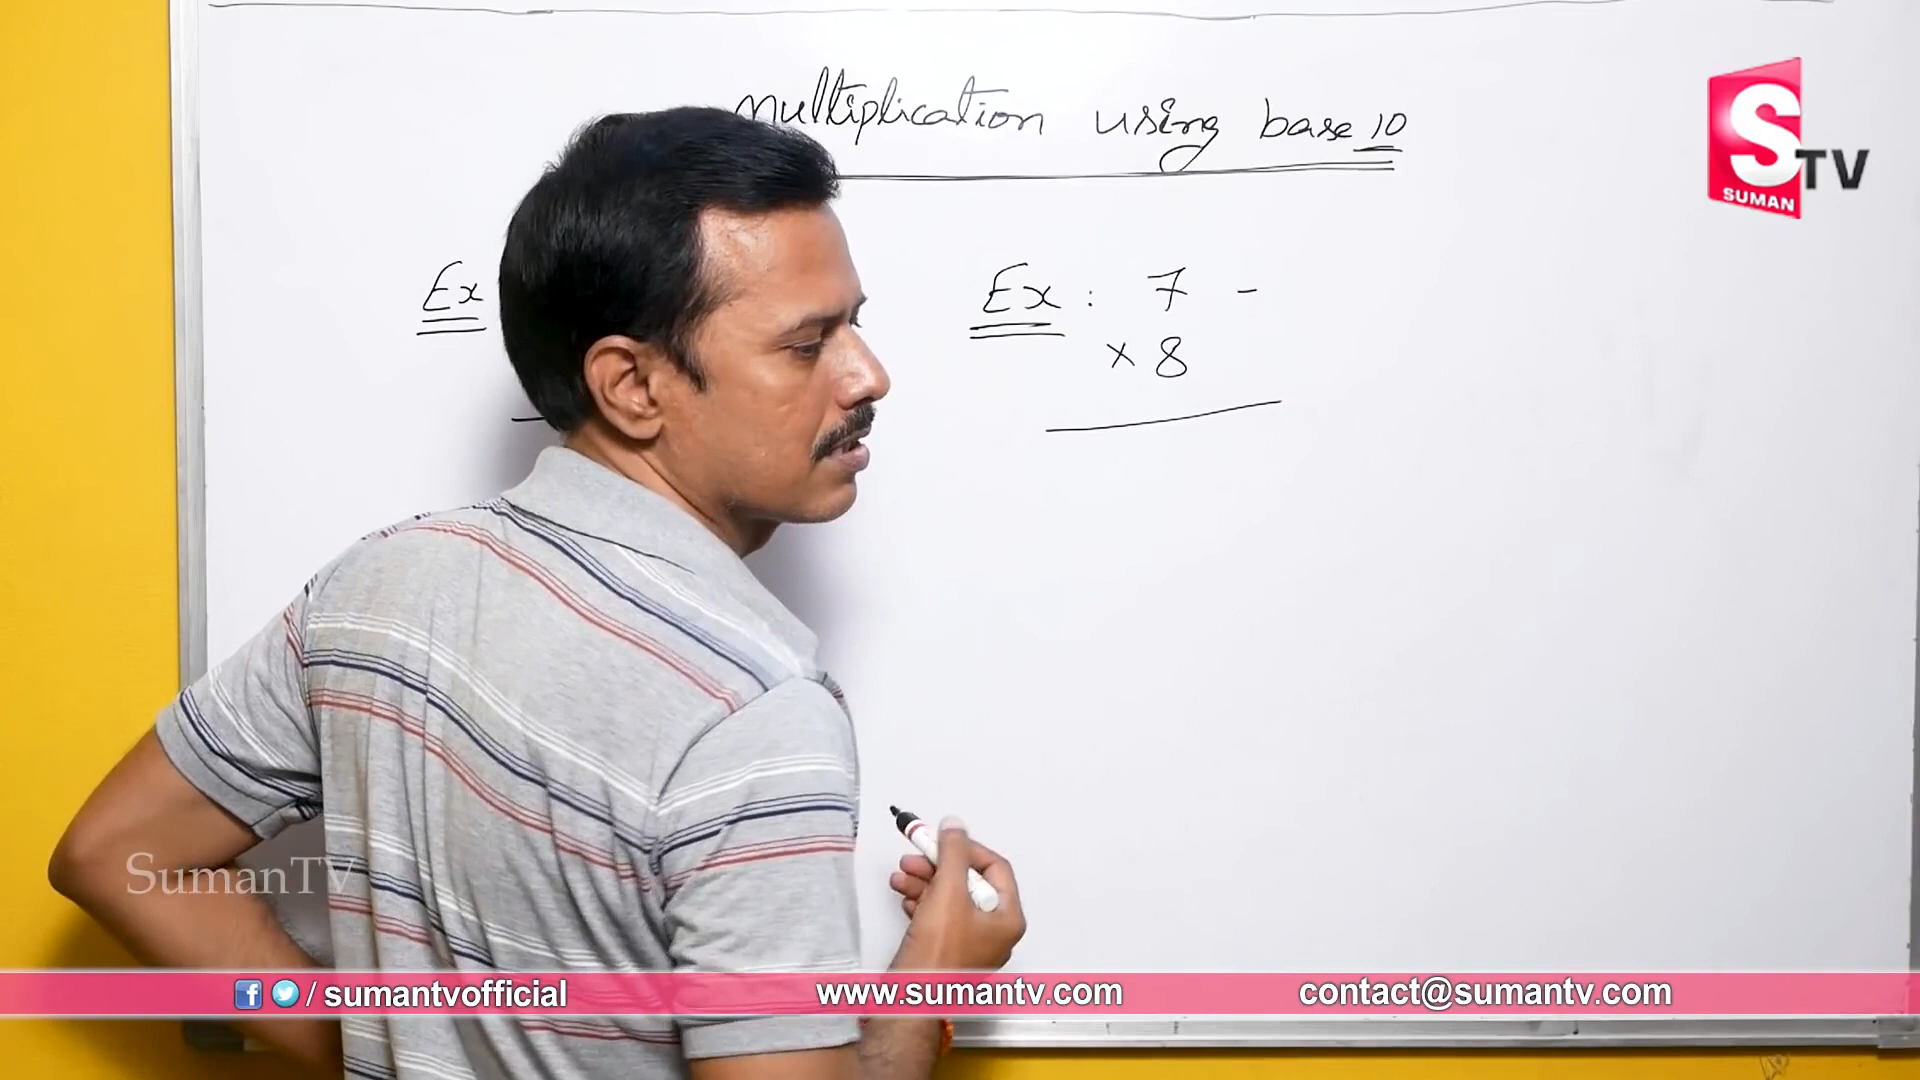 multiplication using base 10
S TV
SUMAN
Ex
Ex : 7 -
× 8
SumanTV
f / sumantvofficial
www.sumantv.com
contact@sumantv.com